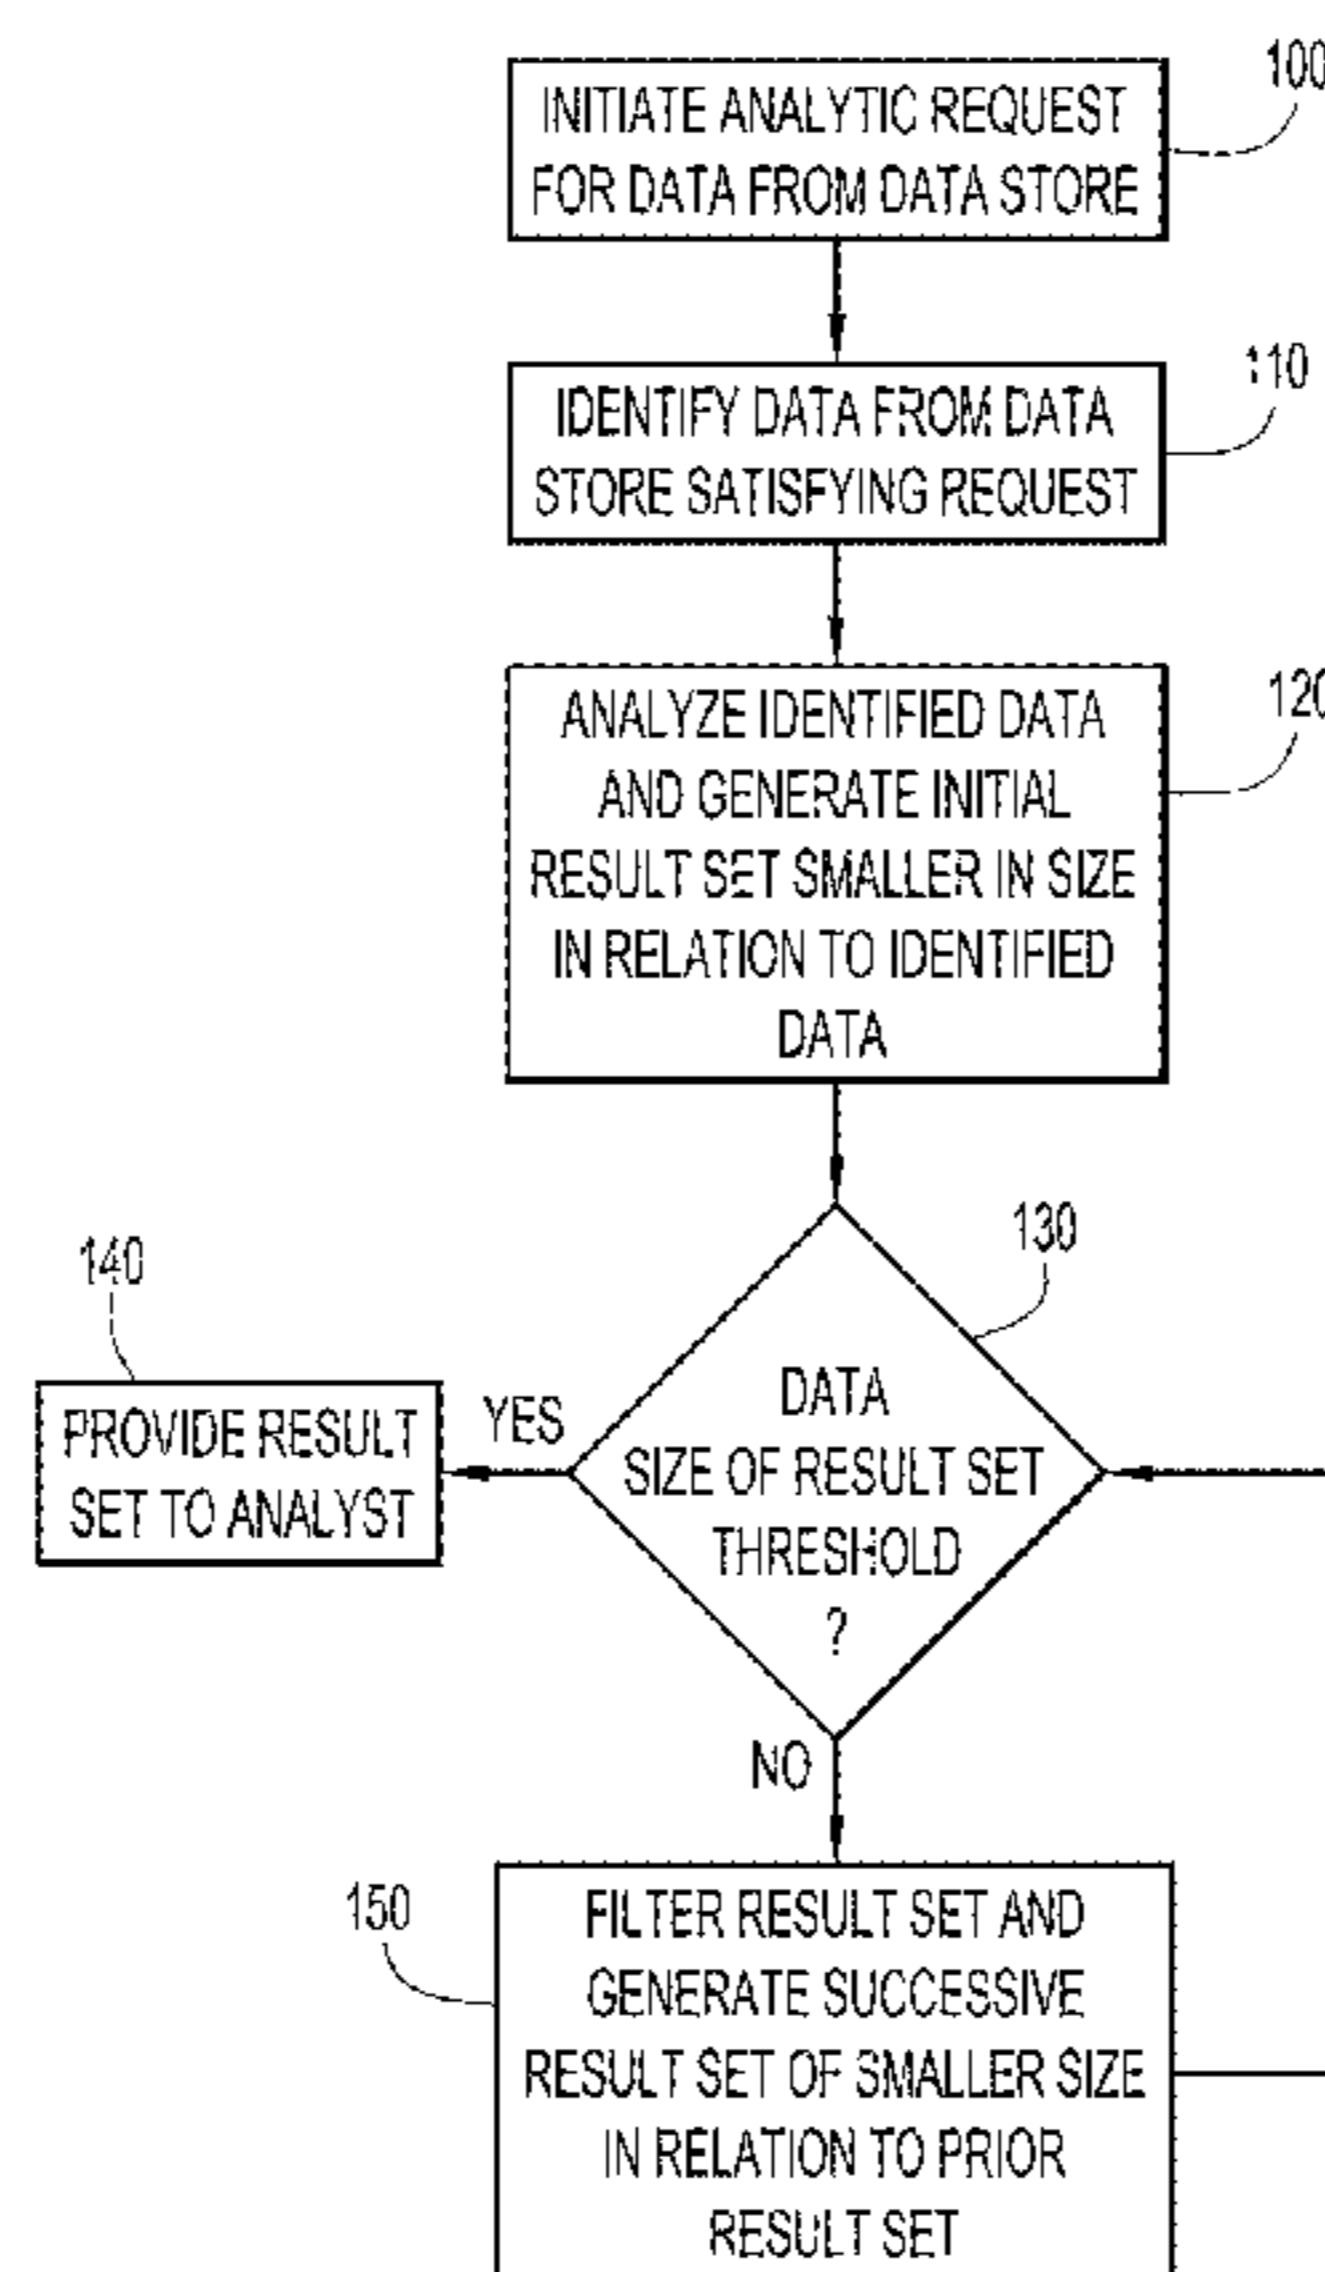 100
INITIATE ANALYTIC REQUEST
FOR DATA FROM DATA STORE
110
IDENTIFY DATA FROM DATA
STORE SATISFYING REQUEST
120
ANALYZE IDENTIFIED DATA
AND GENERATE INITIAL
RESULT SET SMALLER IN SIZE
IN RELATION TO IDENTIFIED
DATA
130
DATA
SIZE OF RESULT SET
THRESHOLD
?
140
PROVIDE RESULT
SET TO ANALYST
YES
NO
150
FILTER RESULT SET AND
GENERATE SUCCESSIVE
RESULT SET OF SMALLER SIZE
IN RELATION TO PRIOR
RESULT SET